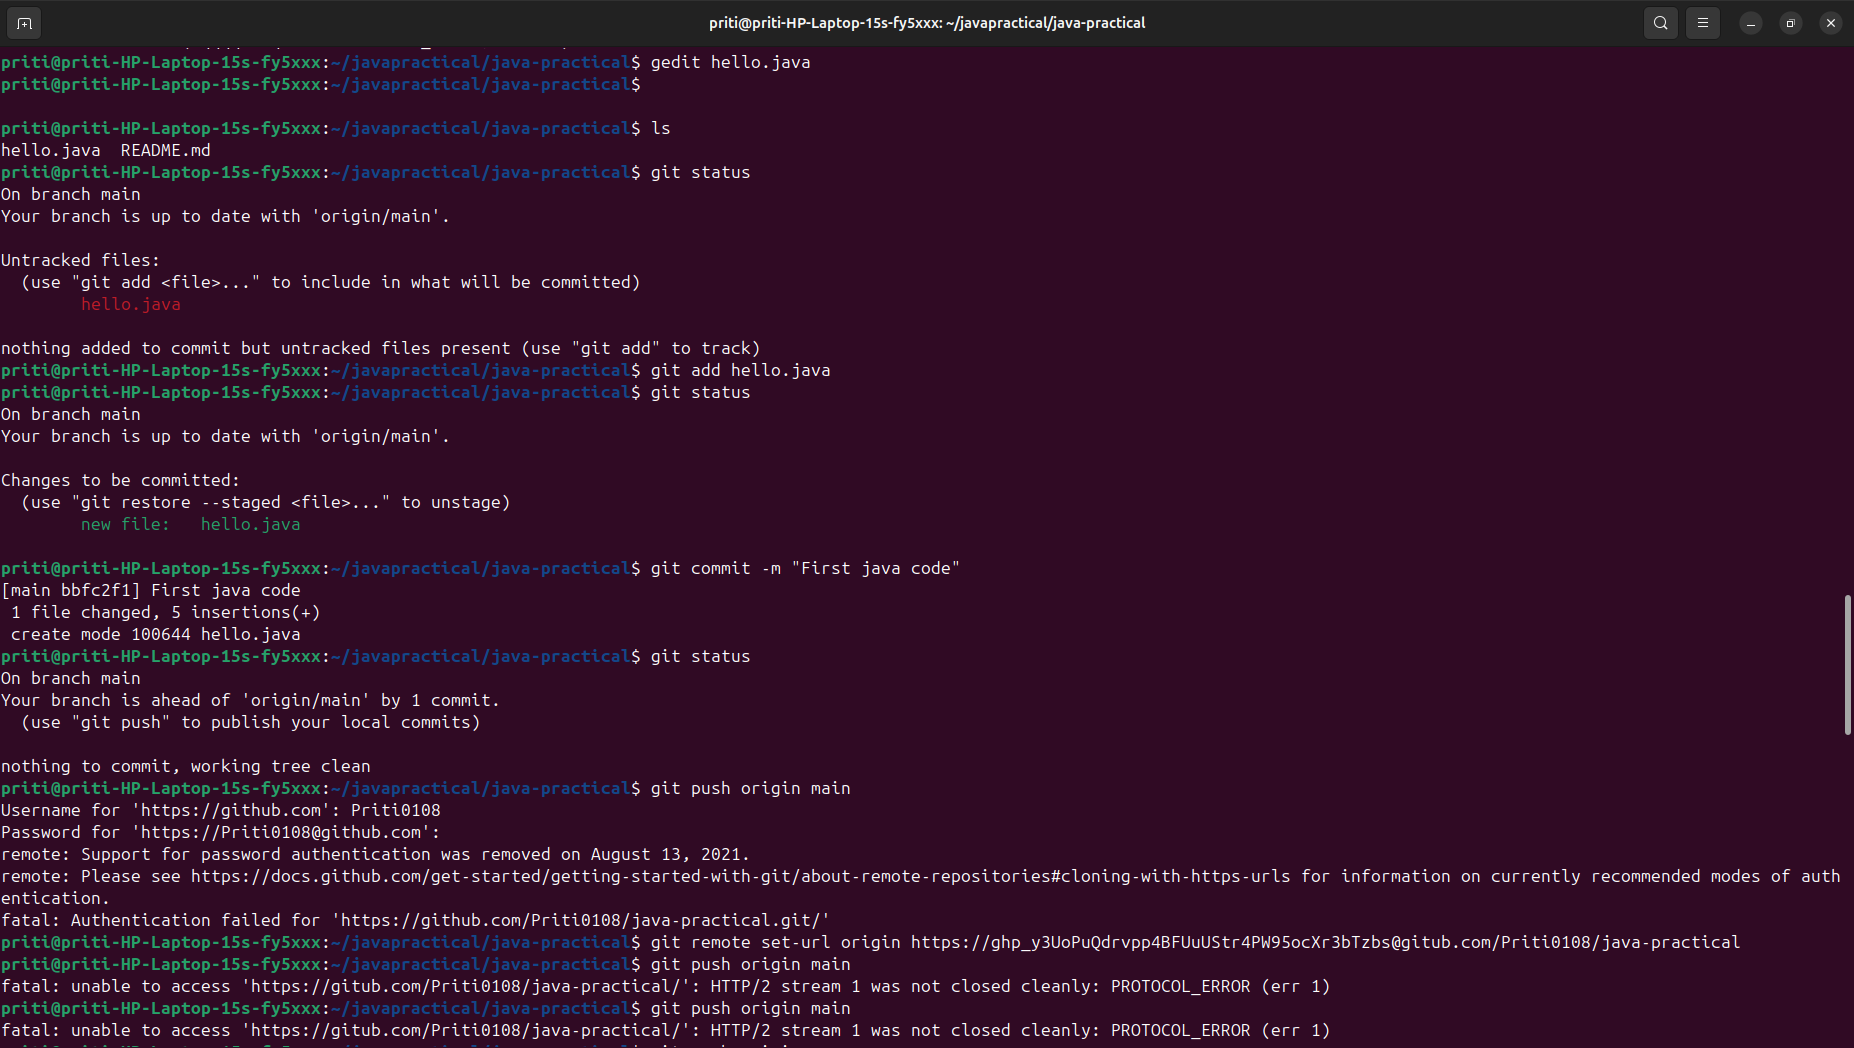 priti@priti-HP-Laptop-15s-fy5xxx: ~/javapractical/java-practical
priti@priti-HP-Laptop-15s-fy5xxx:~/javapractical/java-practical$ gedit hello.java
priti@priti-HP-Laptop-15s-fy5xxx:~/javapractical/java-practical$
priti@priti-HP-Laptop-15s-fy5xxx:~/javapractical/java-practical$ ls
hello.java  README.md
priti@priti-HP-Laptop-15s-fy5xxx:~/javapractical/java-practical$ git status
On branch main
Your branch is up to date with 'origin/main'.
Untracked files:
  (use "git add <file>..." to include in what will be committed)
        hello.java
nothing added to commit but untracked files present (use "git add" to track)
priti@priti-HP-Laptop-15s-fy5xxx:~/javapractical/java-practical$ git add hello.java
priti@priti-HP-Laptop-15s-fy5xxx:~/javapractical/java-practical$ git status
On branch main
Your branch is up to date with 'origin/main'.
Changes to be committed:
  (use "git restore --staged <file>..." to unstage)
        new file:   hello.java
priti@priti-HP-Laptop-15s-fy5xxx:~/javapractical/java-practical$ git commit -m "First java code"
[main bbfc2f1] First java code
 1 file changed, 5 insertions(+)
 create mode 100644 hello.java
priti@priti-HP-Laptop-15s-fy5xxx:~/javapractical/java-practical$ git status
On branch main
Your branch is ahead of 'origin/main' by 1 commit.
  (use "git push" to publish your local commits)
nothing to commit, working tree clean
priti@priti-HP-Laptop-15s-fy5xxx:~/javapractical/java-practical$ git push origin main
Username for 'https://github.com': Priti0108
Password for 'https://Priti0108@github.com':
remote: Support for password authentication was removed on August 13, 2021.
remote: Please see https://docs.github.com/get-started/getting-started-with-git/about-remote-repositories#cloning-with-https-urls for information on currently recommended modes of auth
entication.
fatal: Authentication failed for 'https://github.com/Priti0108/java-practical.git/'
priti@priti-HP-Laptop-15s-fy5xxx:~/javapractical/java-practical$ git remote set-url origin https://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@gitub.com/Priti0108/java-practical
priti@priti-HP-Laptop-15s-fy5xxx:~/javapractical/java-practical$ git push origin main
fatal: unable to access 'https://gitub.com/Priti0108/java-practical/': HTTP/2 stream 1 was not closed cleanly: PROTOCOL_ERROR (err 1)
priti@priti-HP-Laptop-15s-fy5xxx:~/javapractical/java-practical$ git push origin main
fatal: unable to access 'https://gitub.com/Priti0108/java-practical/': HTTP/2 stream 1 was not closed cleanly: PROTOCOL_ERROR (err 1)